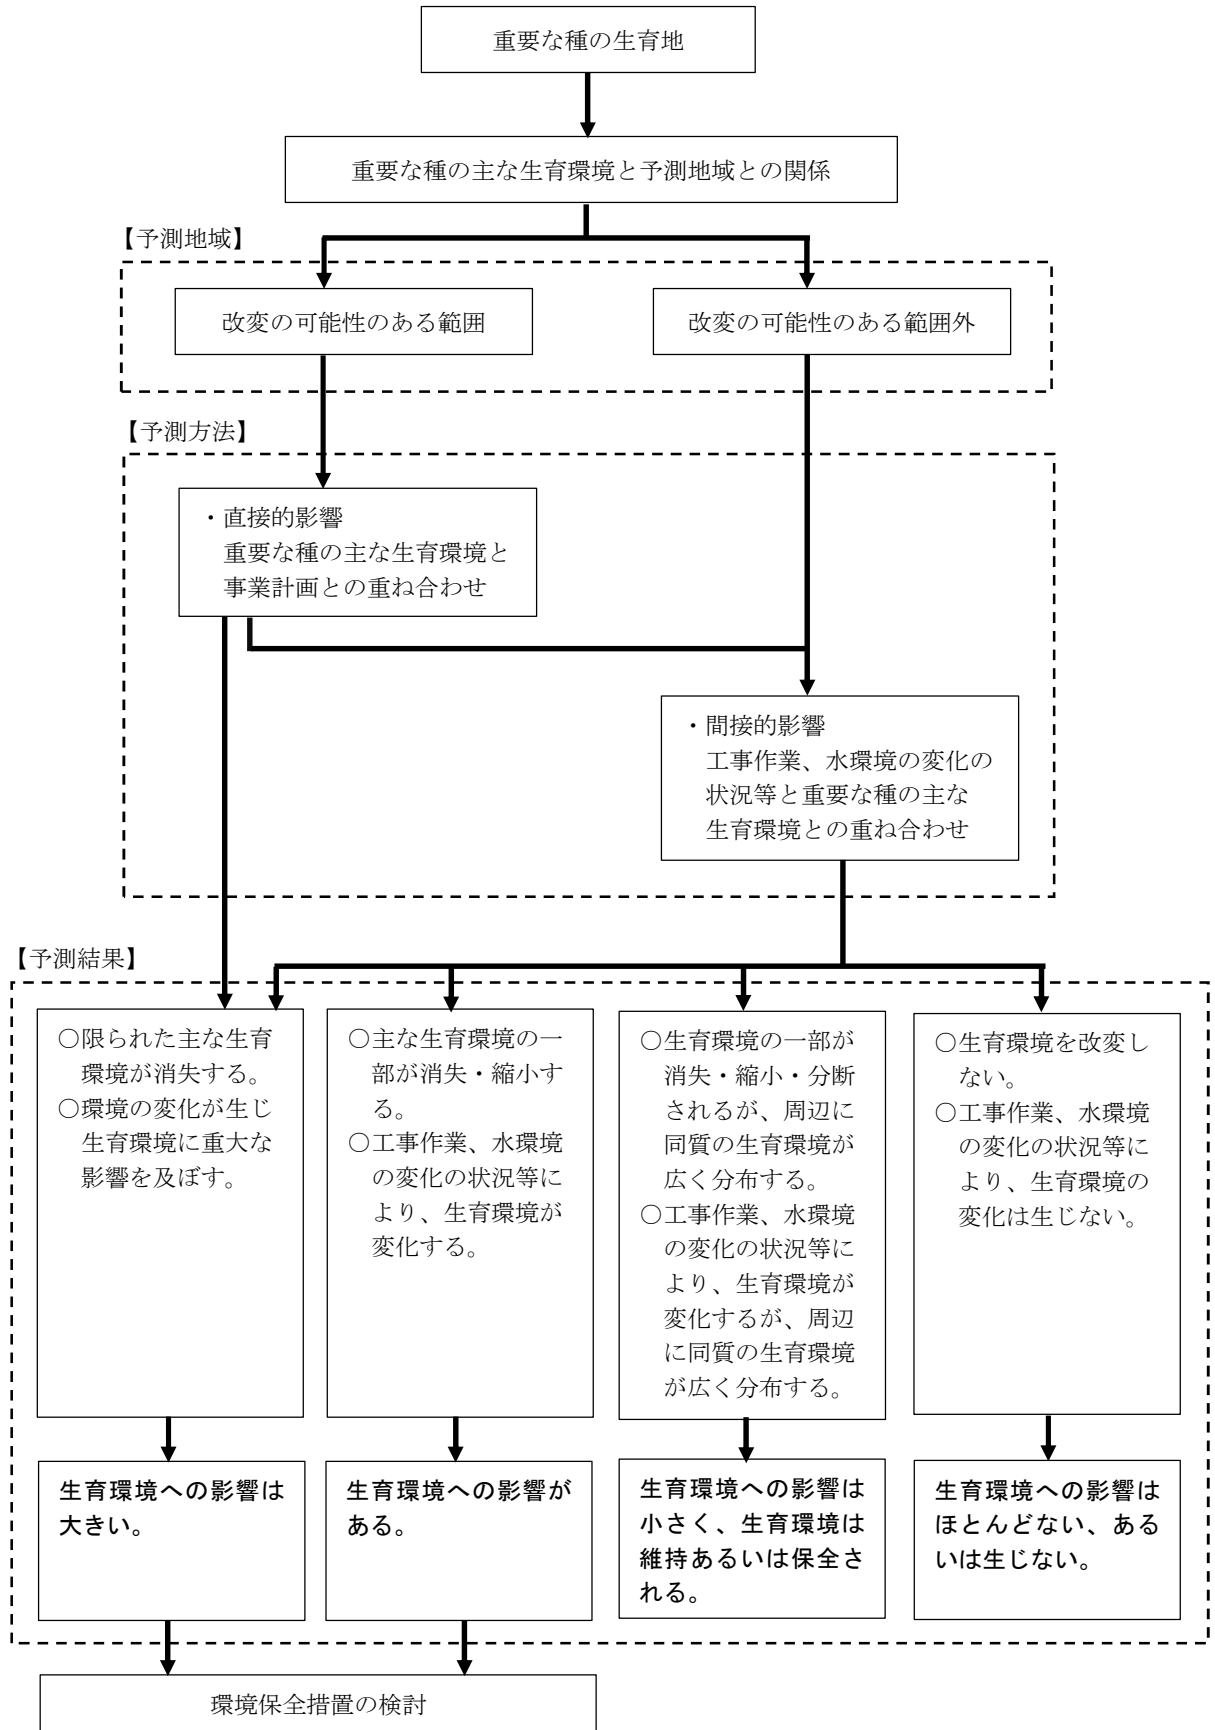 重要な種の生育地
重要な種の主な生育環境と予測地域との関係
【予測地域】
改変の可能性のある範囲
改変の可能性のある範囲外
【予測方法】
・直接的影響
重要な種の主な生育環境と
事業計画との重ね合わせ
・間接的影響
工事作業、水環境の変化の
状況等と重要な種の主な
生育環境との重ね合わせ
【予測結果】
○限られた主な生育
環境が消失する。
○環境の変化が生じ
生育環境に重大な
影響を及ぼす。
○主な生育環境の一
部が消失・縮小す
る。
○工事作業、水環境
の変化の状況等に
より、生育環境が
変化する。
○生育環境の一部が
消失・縮小・分断
されるが、周辺に
同質の生育環境が
広く分布する。
○工事作業、水環境
の変化の状況等に
より、生育環境が
変化するが、周辺
に同質の生育環境
が広く分布する。
○生育環境を改変し
ない。
○工事作業、水環境
の変化の状況等に
より、生育環境の
変化は生じない。
生育環境への影響は
大きい。
生育環境への影響が
ある。
生育環境への影響は
小さく、生育環境は
維持あるいは保全さ
れる。
生育環境への影響は
ほとんどない、ある
いは生じない。
環境保全措置の検討